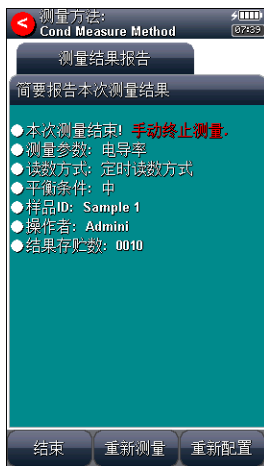 测量方法:
Cond Measure Method
07:39
测量结果报告
简要报告本次测量结果
本次测量结束! 手动终止测量.
测量参数: 电导率
读数方式: 定时读数方式
平衡条件: 中
样品ID: Sample 1
操作者: Admini
结果存贮数: 0010
结束 重新测量 重新配置